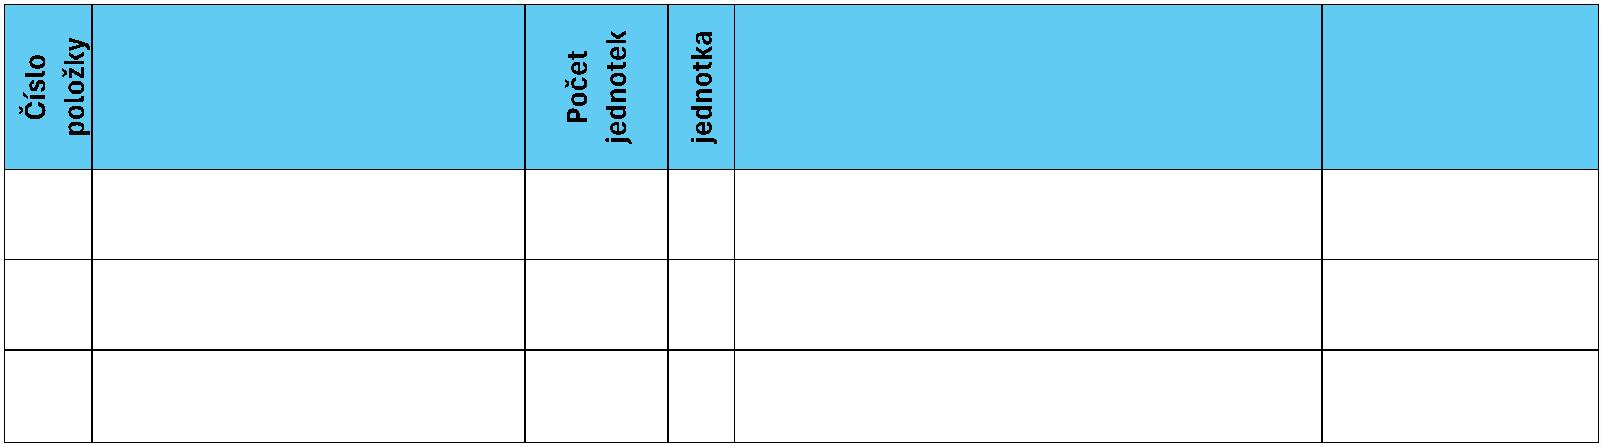 Číslo
položky
Počet
jednotek
jednotka